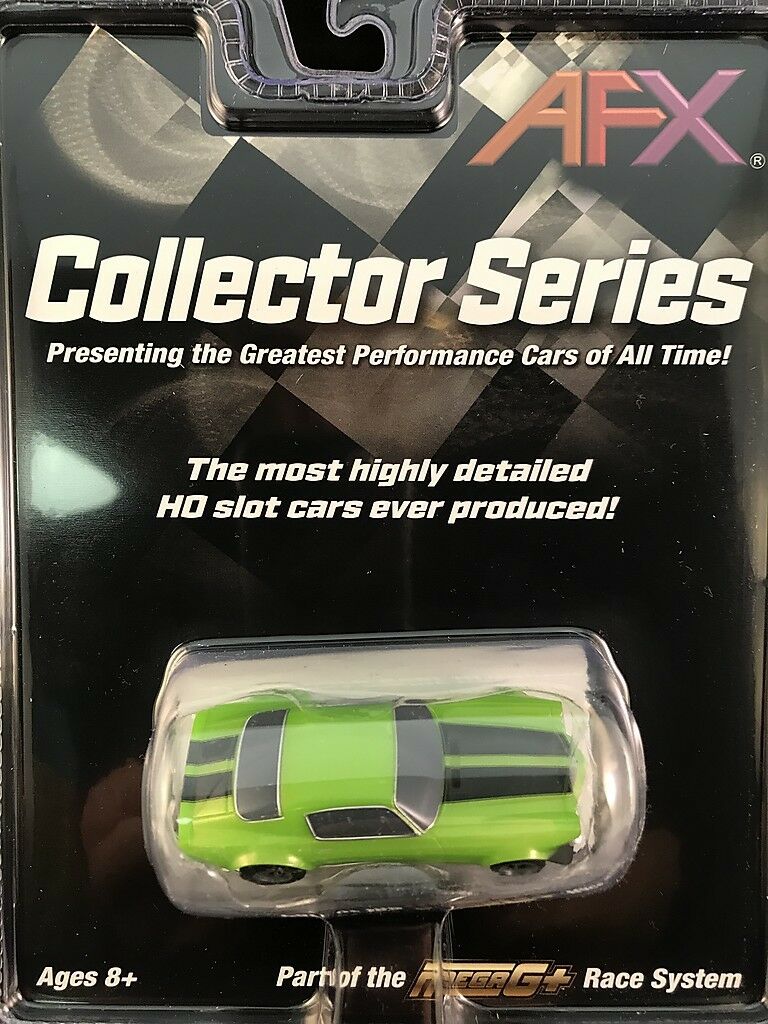 AFX®
Collector Series
Presenting the Greatest Performance Cars of All Time!
The most highly detailed
HO slot cars ever produced!
Ages 8+
Part of the MEGAG+ Race System